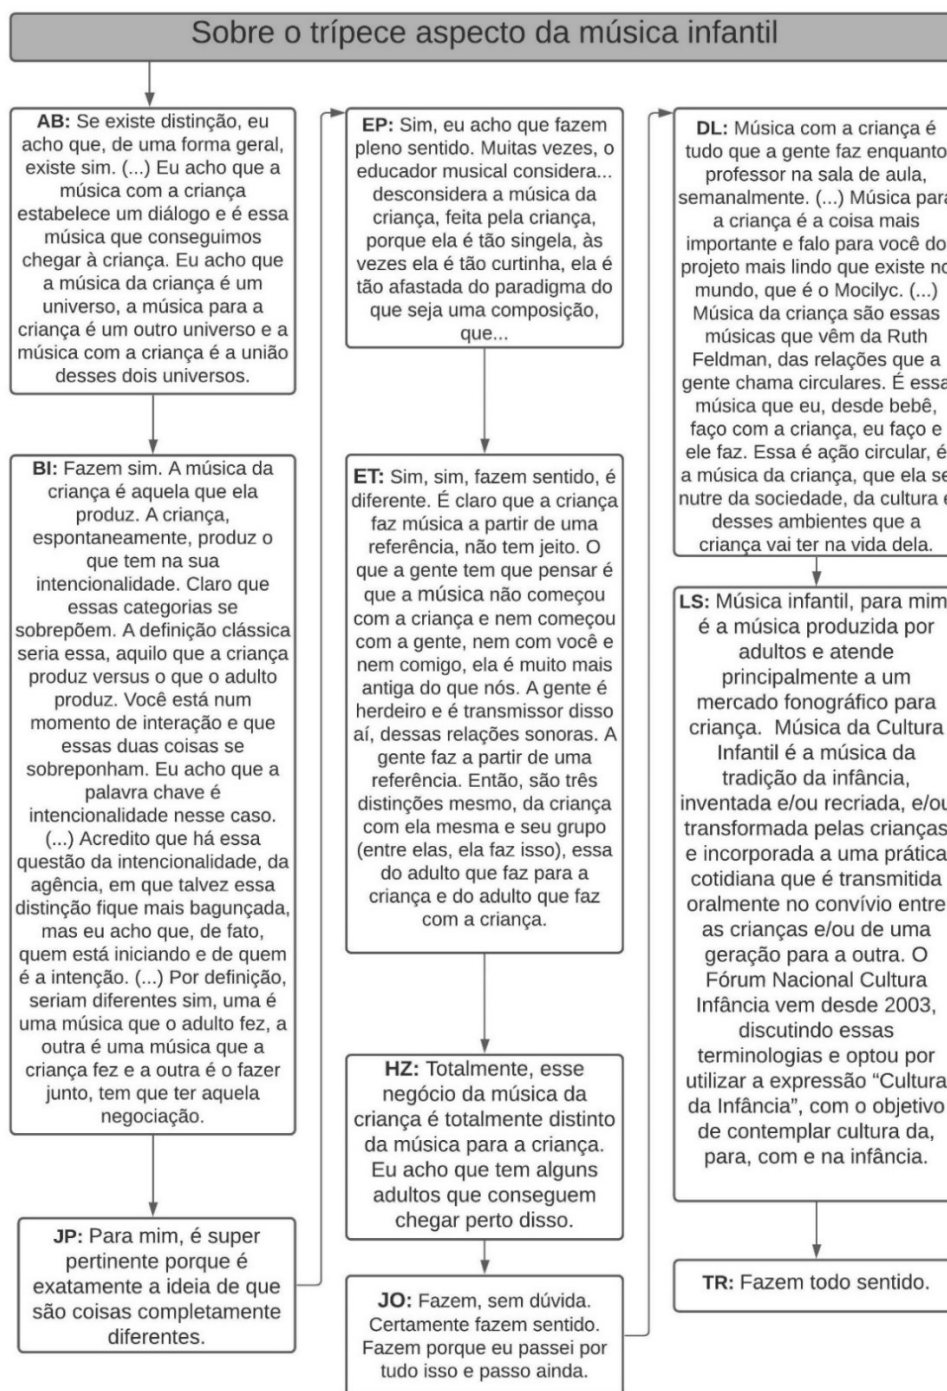 Sobre o trípece aspecto da música infantil
AB: Se existe distinção, eu
acho que, de uma forma geral,
existe sim. (...) Eu acho que a
música com a criança
estabelece um diálogo e é essa
música que conseguimos
chegar à criança. Eu acho que
a música da criança é um
universo, a música para a
criança é um outro universo e a
música com a criança é a união
desses dois universos.
BI: Fazem sim. A música da
criança é aquela que ela
produz. A criança,
espontaneamente, produz o
que tem na sua
intencionalidade. Claro que
essas categorias se
sobrepõem. A definição clássica
seria essa, aquilo que a criança
produz versus o que o adulto
produz. Você está num
momento de interação e que
essas duas coisas se
sobreponham. Eu acho que a
palavra chave é
intencionalidade nesse caso.
(...) Acredito que há essa
questão da intencionalidade, da
agência, em que talvez essa
distinção fique mais bagunçada,
mas eu acho que, de fato,
quem está iniciando e de quem
é a intenção. (...) Por definição,
seriam diferentes sim, uma é
uma música que o adulto fez, a
outra é uma música que a
criança fez e a outra é o fazer
junto, tem que ter aquela
negociação.
JP: Para mim, é super
pertinente porque é
exatamente a ideia de que
são coisas completamente
diferentes.
EP: Sim, eu acho que fazem
pleno sentido. Muitas vezes, o
educador musical considera...
desconsidera a música da
criança, feita pela criança,
porque ela é tão singela, às
vezes ela é tão curtinha, ela é
tão afastada do paradigma do
que seja uma composição,
que...
ET: Sim, sim, fazem sentido, é
diferente. É claro que a criança
faz música a partir de uma
referência, não tem jeito. O
que a gente tem que pensar é
que a música não começou
com a criança e nem começou
com a gente, nem com você e
nem comigo, ela é muito mais
antiga do que nós. A gente é
herdeiro e é transmissor disso
aí, dessas relações sonoras. A
gente faz a partir de uma
referência. Então, são três
distinções mesmo, da criança
com ela mesma e seu grupo
(entre elas, ela faz isso), essa
do adulto que faz para a
criança e do adulto que faz
com a criança.
HZ: Totalmente, esse
negócio da música da
criança é totalmente distinto
da música para a criança.
Eu acho que tem alguns
adultos que conseguem
chegar perto disso.
JO: Fazem, sem dúvida.
Certamente fazem sentido.
Fazem porque eu passei por
tudo isso e passo ainda.
DL: Música com a criança é
tudo que a gente faz enquanto
professor na sala de aula,
semanalmente. (...) Música para
a criança é a coisa mais
importante e falo para você do
projeto mais lindo que existe no
mundo, que é o Mocilyc. (...)
Música da criança são essas
músicas que vêm da Ruth
Feldman, das relações que a
gente chama circulares. É essa
música que eu, desde bebê,
faço com a criança, eu faço e
ele faz. Essa é ação circular, é
a música da criança, que ela se
nutre da sociedade, da cultura e
desses ambientes que a
criança vai ter na vida dela.
LS: Música infantil, para mim
é a música produzida por
adultos e atende
principalmente a um
mercado fonográfico para
criança. Música da Cultura
Infantil é a música da
tradição da infância,
inventada e/ou recriada, e/ou
transformada pelas crianças
e incorporada a uma prática
cotidiana que é transmitida
oralmente no convívio entre
as crianças e/ou de uma
geração para a outra. O
Fórum Nacional Cultura
Infância vem desde 2003,
discutindo essas
terminologias e optou por
utilizar a expressão “Cultura
da Infância”, com o objetivo
de contemplar cultura da,
para, com e na infância.
TR: Fazem todo sentido.